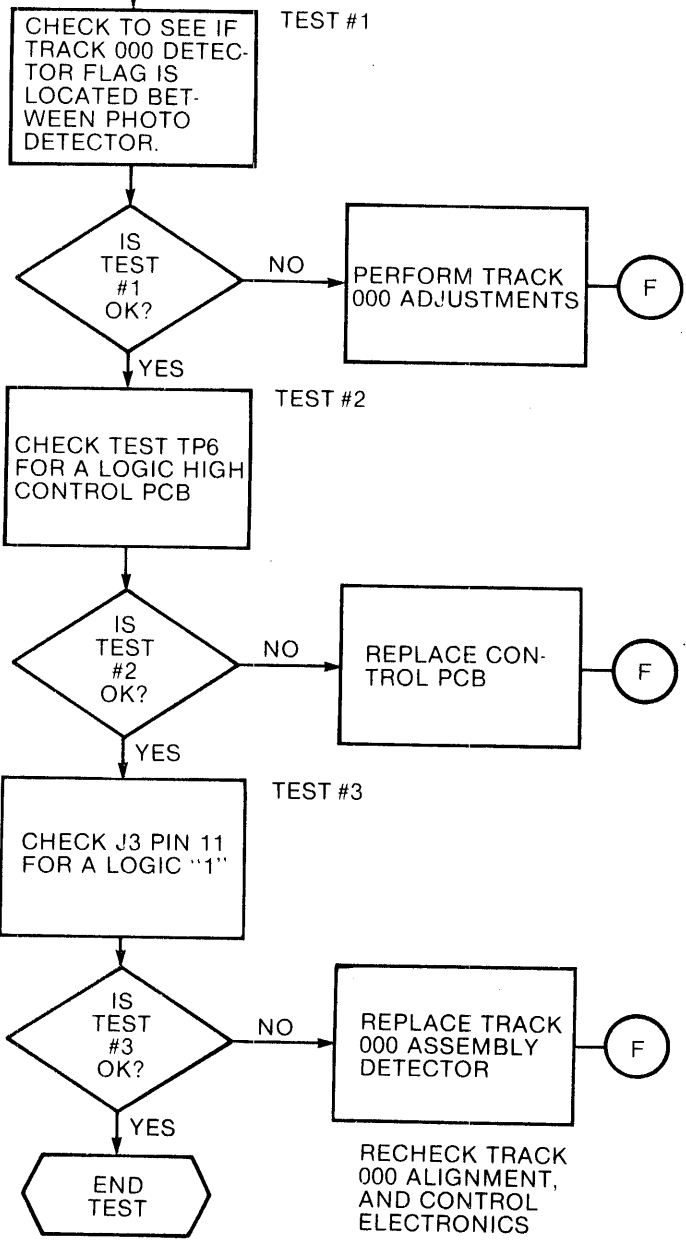 TEST #1
CHECK TO SEE IF
TRACK 000 DETEC-
TOR FLAG IS
LOCATED BET-
WEEN PHOTO
DETECTOR.
IS
TEST
#1
OK?
NO
PERFORM TRACK
000 ADJUSTMENTS
F
YES
TEST #2
CHECK TEST TP6
FOR A LOGIC HIGH
CONTROL PCB
IS
TEST
#2
OK?
NO
REPLACE CON-
TROL PCB
F
YES
TEST #3
CHECK J3 PIN 11
FOR A LOGIC "1"
IS
TEST
#3
OK?
NO
REPLACE TRACK
000 ASSEMBLY
DETECTOR
F
YES
RECHECK TRACK
000 ALIGNMENT,
AND CONTROL
ELECTRONICS
END
TEST